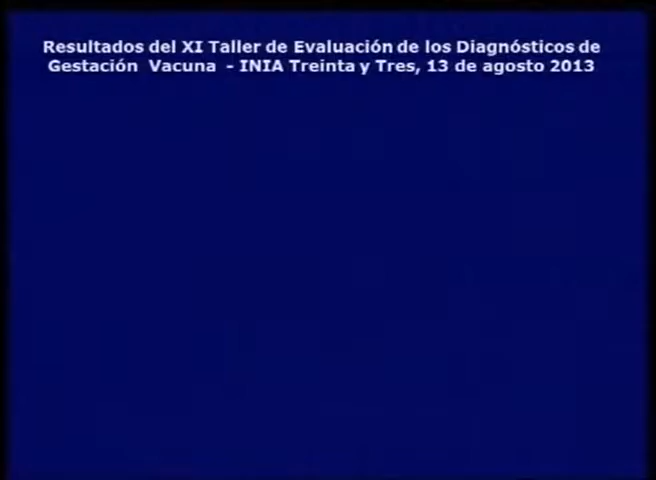 Resultados del XI Taller de Evaluación de los Diagnósticos de
Gestación Vacuna - INIA Treinta y Tres, 13 de agosto 2013